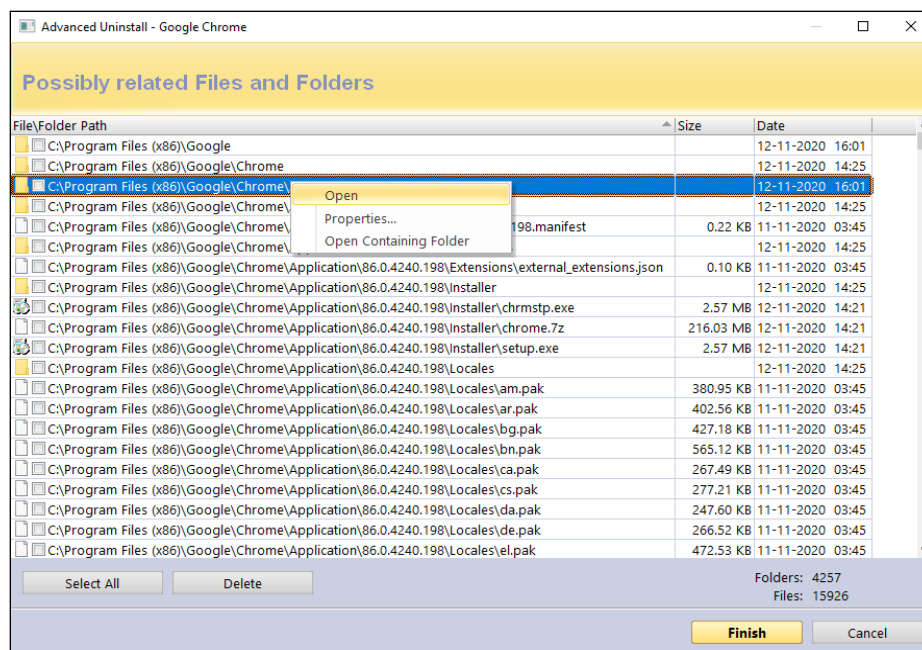 Advanced Uninstall - Google Chrome
Possibly related Files and Folders
File\Folder Path Size Date
C:\Program Files (x86)\Google 12-11-2020 16:01
C:\Program Files (x86)\Google\Chrome 12-11-2020 14:25
C:\Program Files (x86)\Google\Chrome\ 12-11-2020 16:01
Open
C:\Program Files (x86)\Google\Chrome\ 12-11-2020 14:25
Properties...
C:\Program Files (x86)\Google\Chrome\ 198.manifest 0.22 KB 11-11-2020 03:45
Open Containing Folder
C:\Program Files (x86)\Google\Chrome\ 12-11-2020 14:25
C:\Program Files (x86)\Google\Chrome\Application\86.0.4240.198\Extensions\external_extensions.json 0.10 KB 11-11-2020 03:45
C:\Program Files (x86)\Google\Chrome\Application\86.0.4240.198\Installer 12-11-2020 14:25
C:\Program Files (x86)\Google\Chrome\Application\86.0.4240.198\Installer\chrmstp.exe 2.57 MB 12-11-2020 14:21
C:\Program Files (x86)\Google\Chrome\Application\86.0.4240.198\Installer\chrome.7z 216.03 MB 12-11-2020 14:21
C:\Program Files (x86)\Google\Chrome\Application\86.0.4240.198\Installer\setup.exe 2.57 MB 12-11-2020 14:21
C:\Program Files (x86)\Google\Chrome\Application\86.0.4240.198\Locales 12-11-2020 14:25
C:\Program Files (x86)\Google\Chrome\Application\86.0.4240.198\Locales\am.pak 380.95 KB 11-11-2020 03:45
C:\Program Files (x86)\Google\Chrome\Application\86.0.4240.198\Locales\ar.pak 402.56 KB 11-11-2020 03:45
C:\Program Files (x86)\Google\Chrome\Application\86.0.4240.198\Locales\bg.pak 427.18 KB 11-11-2020 03:45
C:\Program Files (x86)\Google\Chrome\Application\86.0.4240.198\Locales\bn.pak 565.12 KB 11-11-2020 03:45
C:\Program Files (x86)\Google\Chrome\Application\86.0.4240.198\Locales\ca.pak 267.49 KB 11-11-2020 03:45
C:\Program Files (x86)\Google\Chrome\Application\86.0.4240.198\Locales\cs.pak 277.21 KB 11-11-2020 03:45
C:\Program Files (x86)\Google\Chrome\Application\86.0.4240.198\Locales\da.pak 247.60 KB 11-11-2020 03:45
C:\Program Files (x86)\Google\Chrome\Application\86.0.4240.198\Locales\de.pak 266.52 KB 11-11-2020 03:45
C:\Program Files (x86)\Google\Chrome\Application\86.0.4240.198\Locales\el.pak 472.53 KB 11-11-2020 03:45
Select All Delete Folders: 4257
Files: 15926
Finish Cancel